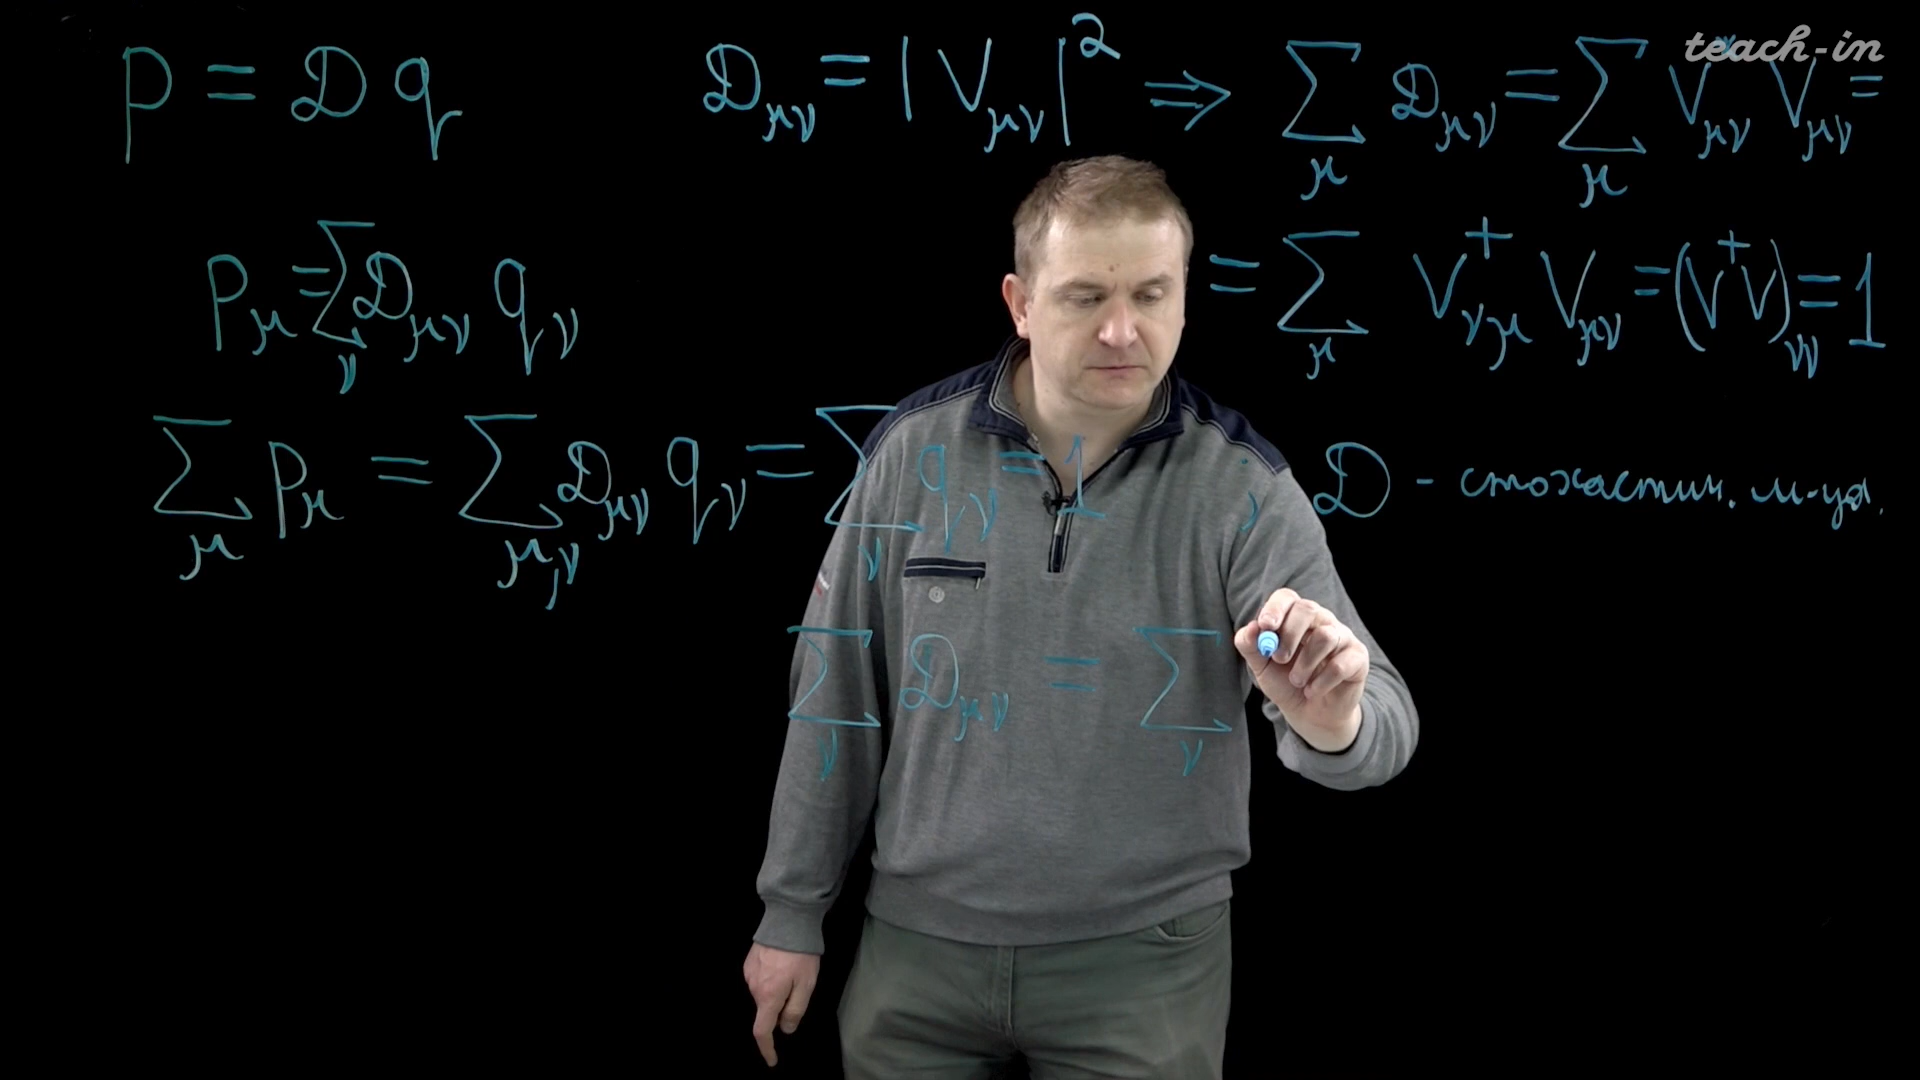 teach-in
p = D q
D_{μν} = |V_{μν}|² ⇒ Σ_μ D_{μν} = Σ_μ V*_{μν} V_{μν} =
p_μ = Σ_ν D_{μν} q_ν
= Σ_μ V⁺_{νμ} V_{μν} = (V⁺V)_{νν} = 1
Σ_μ p_μ = Σ_{μ,ν} D_{μν} q_ν = Σ_ν q_ν = 1 ; D - стохастич. м-ца.
Σ_ν D_{μν} = Σ_ν